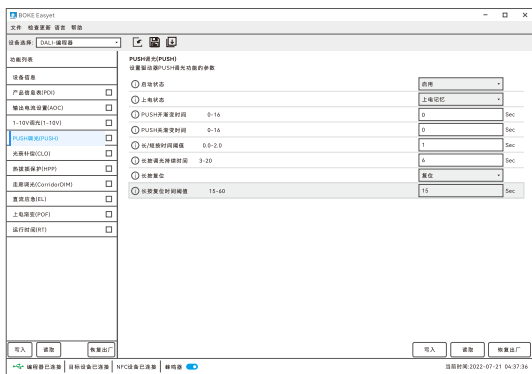 BOKE Easyet
文件 检查更新 语言 帮助
设备选择: DALI-编程器
功能列表
设备信息
产品信息表(PDI)
输出电流设置(AOC)
1-10V调光(1-10V)
PUSH调光(PUSH)
光衰补偿(CLO)
热拔插保护(HPP)
走廊调光(CorridorDIM)
直流应急(EL)
上电渐变(POF)
运行时间(RT)
写入 读取 恢复出厂
PUSH调光(PUSH)
设置驱动器PUSH调光功能的参数
启动状态 启用
上电状态 上电记忆
PUSH开渐变时间 0-16 0 Sec
PUSH关渐变时间 0-16 0 Sec
长/短按时间阈值 0.0-2.0 1 Sec
长按调光持续时间 3-20 6 Sec
长按复位 复位
长按复位时间阈值 15-60 15 Sec
写入 读取 恢复出厂
编程器已连接 目标设备已连接 NFC设备已连接 蜂鸣器 当前时间:2022-07-21 04:37:36